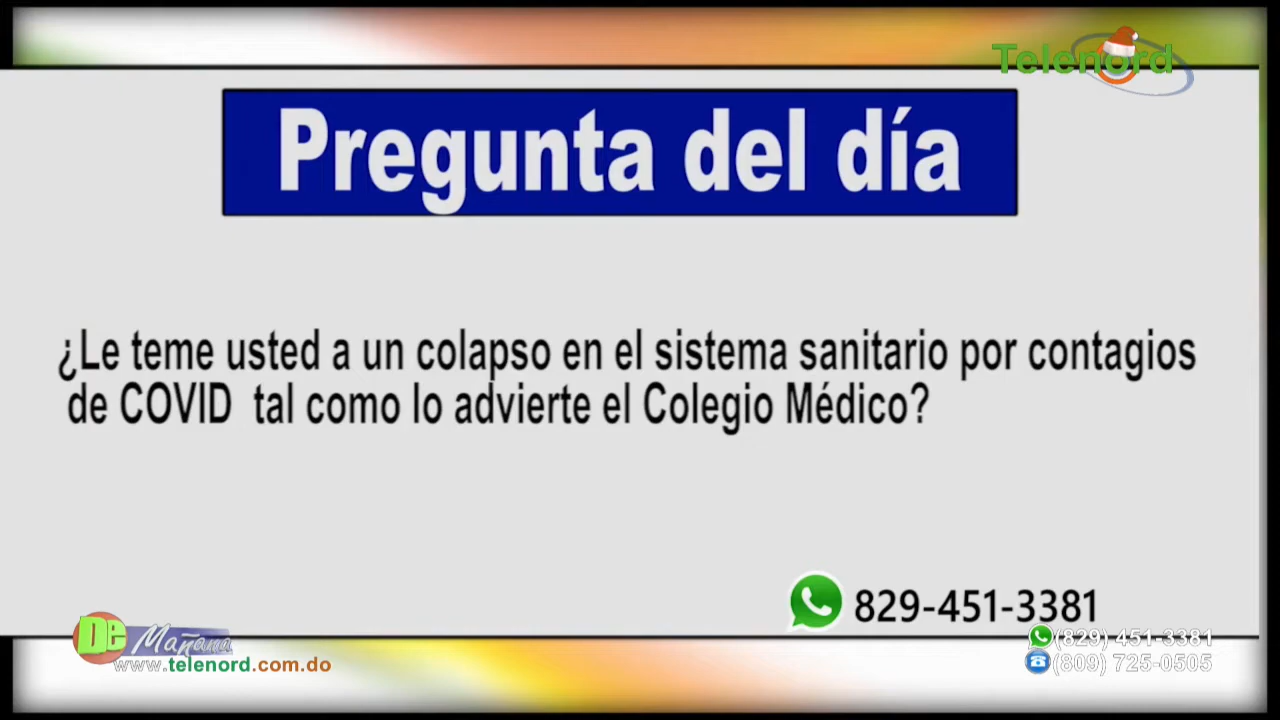 Telenord
Pregunta del día
¿Le teme usted a un colapso en el sistema sanitario por contagios
de COVID tal como lo advierte el Colegio Médico?
829-451-3381
De Mañana
www.telenord.com.do
(829) 451-3381
(809) 725-0505